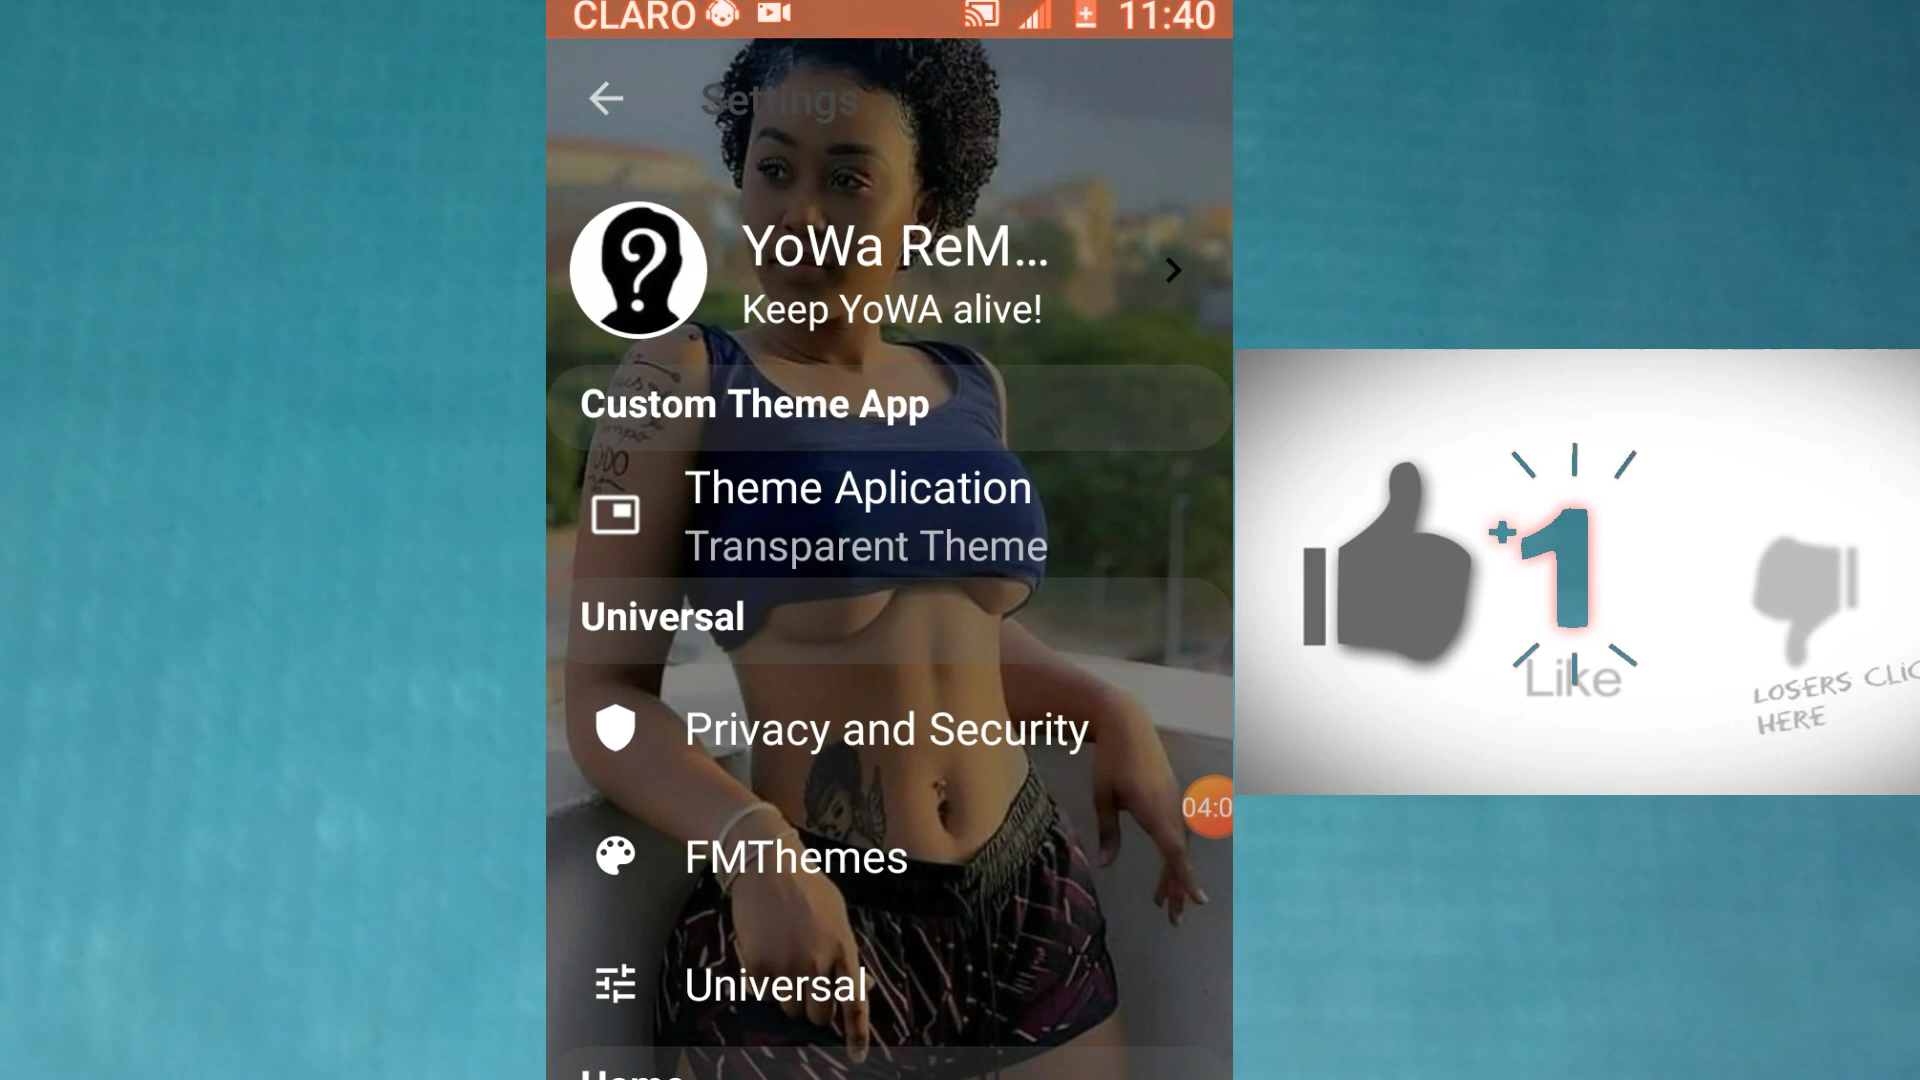 CLARO 11:40
Settings
YoWa ReM...
Keep YoWA alive!
Custom Theme App
Theme Aplication
Transparent Theme
Universal
Privacy and Security
04:0
FMThemes
Universal
+1
Like
LOSERS CLIC
HERE